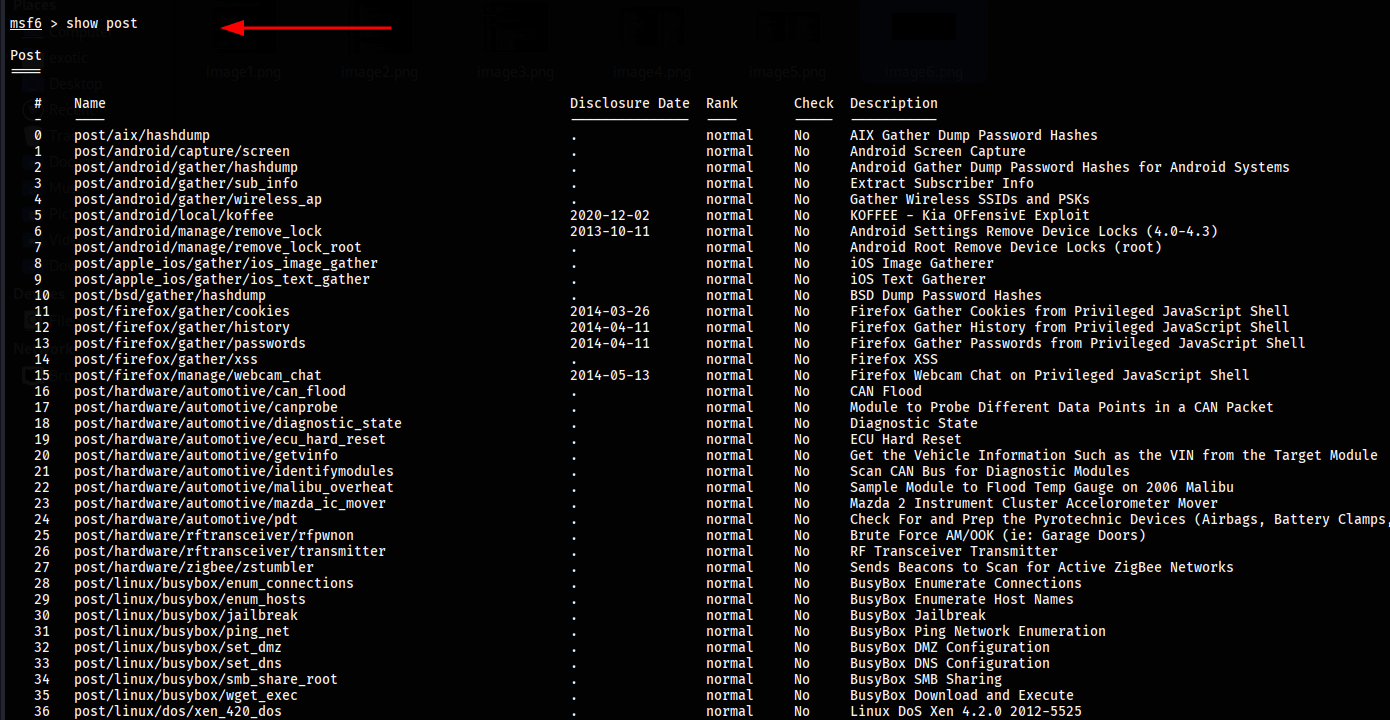 msf6 > show post
Post
# Name Disclosure Date Rank Check Description
0 post/aix/hashdump . normal No AIX Gather Dump Password Hashes
1 post/android/capture/screen . normal No Android Screen Capture
2 post/android/gather/hashdump . normal No Android Gather Dump Password Hashes for Android Systems
3 post/android/gather/sub_info . normal No Extract Subscriber Info
4 post/android/gather/wireless_ap . normal No Gather Wireless SSIDs and PSKs
5 post/android/local/koffee 2020-12-02 normal No KOFFEE - Kia OFFensivE Exploit
6 post/android/manage/remove_lock 2013-10-11 normal No Android Settings Remove Device Locks (4.0-4.3)
7 post/android/manage/remove_lock_root . normal No Android Root Remove Device Locks (root)
8 post/apple_ios/gather/ios_image_gather . normal No iOS Image Gatherer
9 post/apple_ios/gather/ios_text_gather . normal No iOS Text Gatherer
10 post/bsd/gather/hashdump . normal No BSD Dump Password Hashes
11 post/firefox/gather/cookies 2014-03-26 normal No Firefox Gather Cookies from Privileged JavaScript Shell
12 post/firefox/gather/history 2014-04-11 normal No Firefox Gather History from Privileged JavaScript Shell
13 post/firefox/gather/passwords 2014-04-11 normal No Firefox Gather Passwords from Privileged JavaScript Shell
14 post/firefox/gather/xss . normal No Firefox XSS
15 post/firefox/manage/webcam_chat 2014-05-13 normal No Firefox Webcam Chat on Privileged JavaScript Shell
16 post/hardware/automotive/can_flood . normal No CAN Flood
17 post/hardware/automotive/canprobe . normal No Module to Probe Different Data Points in a CAN Packet
18 post/hardware/automotive/diagnostic_state . normal No Diagnostic State
19 post/hardware/automotive/ecu_hard_reset . normal No ECU Hard Reset
20 post/hardware/automotive/getvinfo . normal No Get the Vehicle Information Such as the VIN from the Target Module
21 post/hardware/automotive/identifymodules . normal No Scan CAN Bus for Diagnostic Modules
22 post/hardware/automotive/malibu_overheat . normal No Sample Module to Flood Temp Gauge on 2006 Malibu
23 post/hardware/automotive/mazda_ic_mover . normal No Mazda 2 Instrument Cluster Accelorometer Mover
24 post/hardware/automotive/pdt . normal No Check For and Prep the Pyrotechnic Devices (Airbags, Battery Clamps,
25 post/hardware/rftransceiver/rfpwnon . normal No Brute Force AM/OOK (ie: Garage Doors)
26 post/hardware/rftransceiver/transmitter . normal No RF Transceiver Transmitter
27 post/hardware/zigbee/zstumbler . normal No Sends Beacons to Scan for Active ZigBee Networks
28 post/linux/busybox/enum_connections . normal No BusyBox Enumerate Connections
29 post/linux/busybox/enum_hosts . normal No BusyBox Enumerate Host Names
30 post/linux/busybox/jailbreak . normal No BusyBox Jailbreak
31 post/linux/busybox/ping_net . normal No BusyBox Ping Network Enumeration
32 post/linux/busybox/set_dmz . normal No BusyBox DMZ Configuration
33 post/linux/busybox/set_dns . normal No BusyBox DNS Configuration
34 post/linux/busybox/smb_share_root . normal No BusyBox SMB Sharing
35 post/linux/busybox/wget_exec . normal No BusyBox Download and Execute
36 post/linux/dos/xen_420_dos . normal No Linux DoS Xen 4.2.0 2012-5525